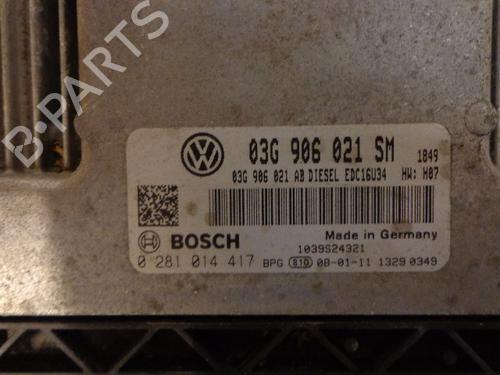 B-PARTS
03G 906 021 SM 1849
03G 906 021 AB DIESEL EDC16U34 HW: H07
BOSCH
Made in Germany
1039S24321
0 281 014 417 BPG 810 08-01-11 1329 0349